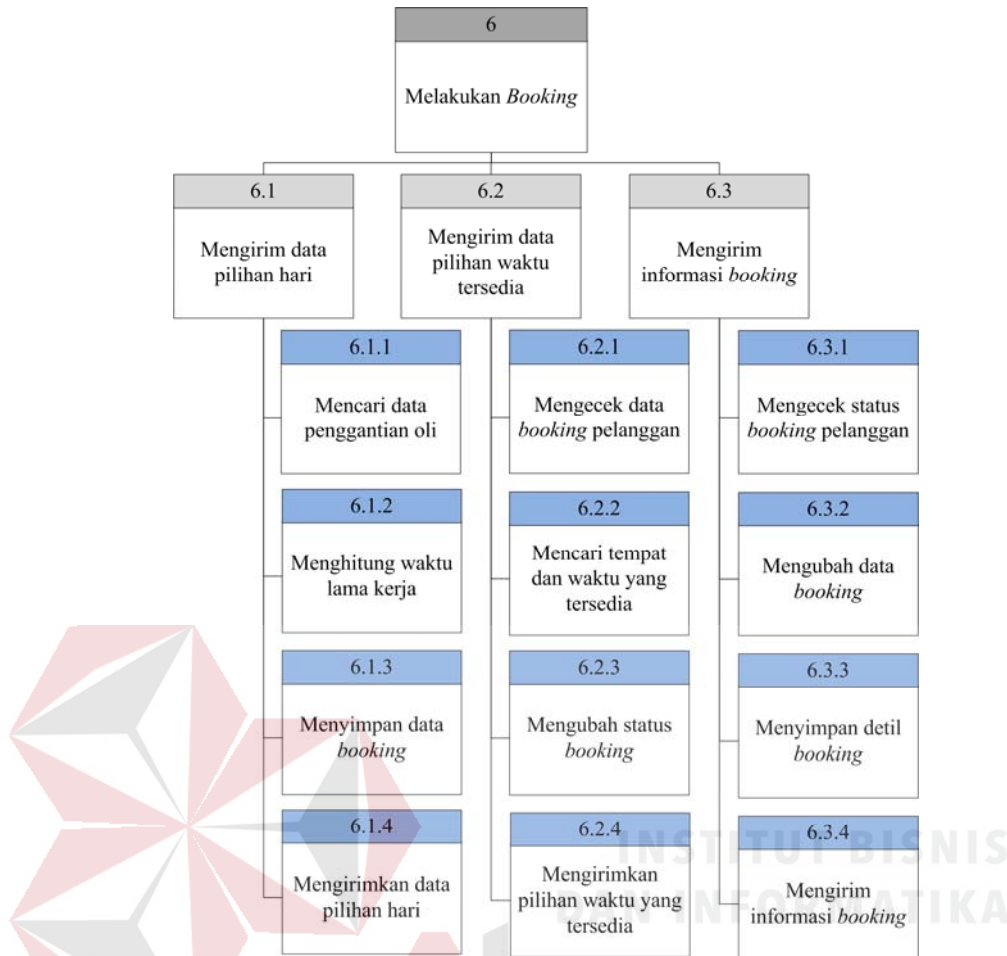 6
Melakukan Booking
6.1
Mengirim data
pilihan hari
6.2
Mengirim data
pilihan waktu
tersedia
6.3
Mengirim
informasi booking
6.1.1
Mencari data
penggantian oli
6.1.2
Menghitung waktu
lama kerja
6.1.3
Menyimpan data
booking
6.1.4
Mengirimkan data
pilihan hari
6.2.1
Mengecek data
booking pelanggan
6.2.2
Mencari tempat
dan waktu yang
tersedia
6.2.3
Mengubah status
booking
6.2.4
Mengirimkan
pilihan waktu yang
tersedia
6.3.1
Mengecek status
booking pelanggan
6.3.2
Mengubah data
booking
6.3.3
Menyimpan detil
booking
6.3.4
Mengirim
informasi booking
INSTITUT BISNIS
DAN INFORMATIKA